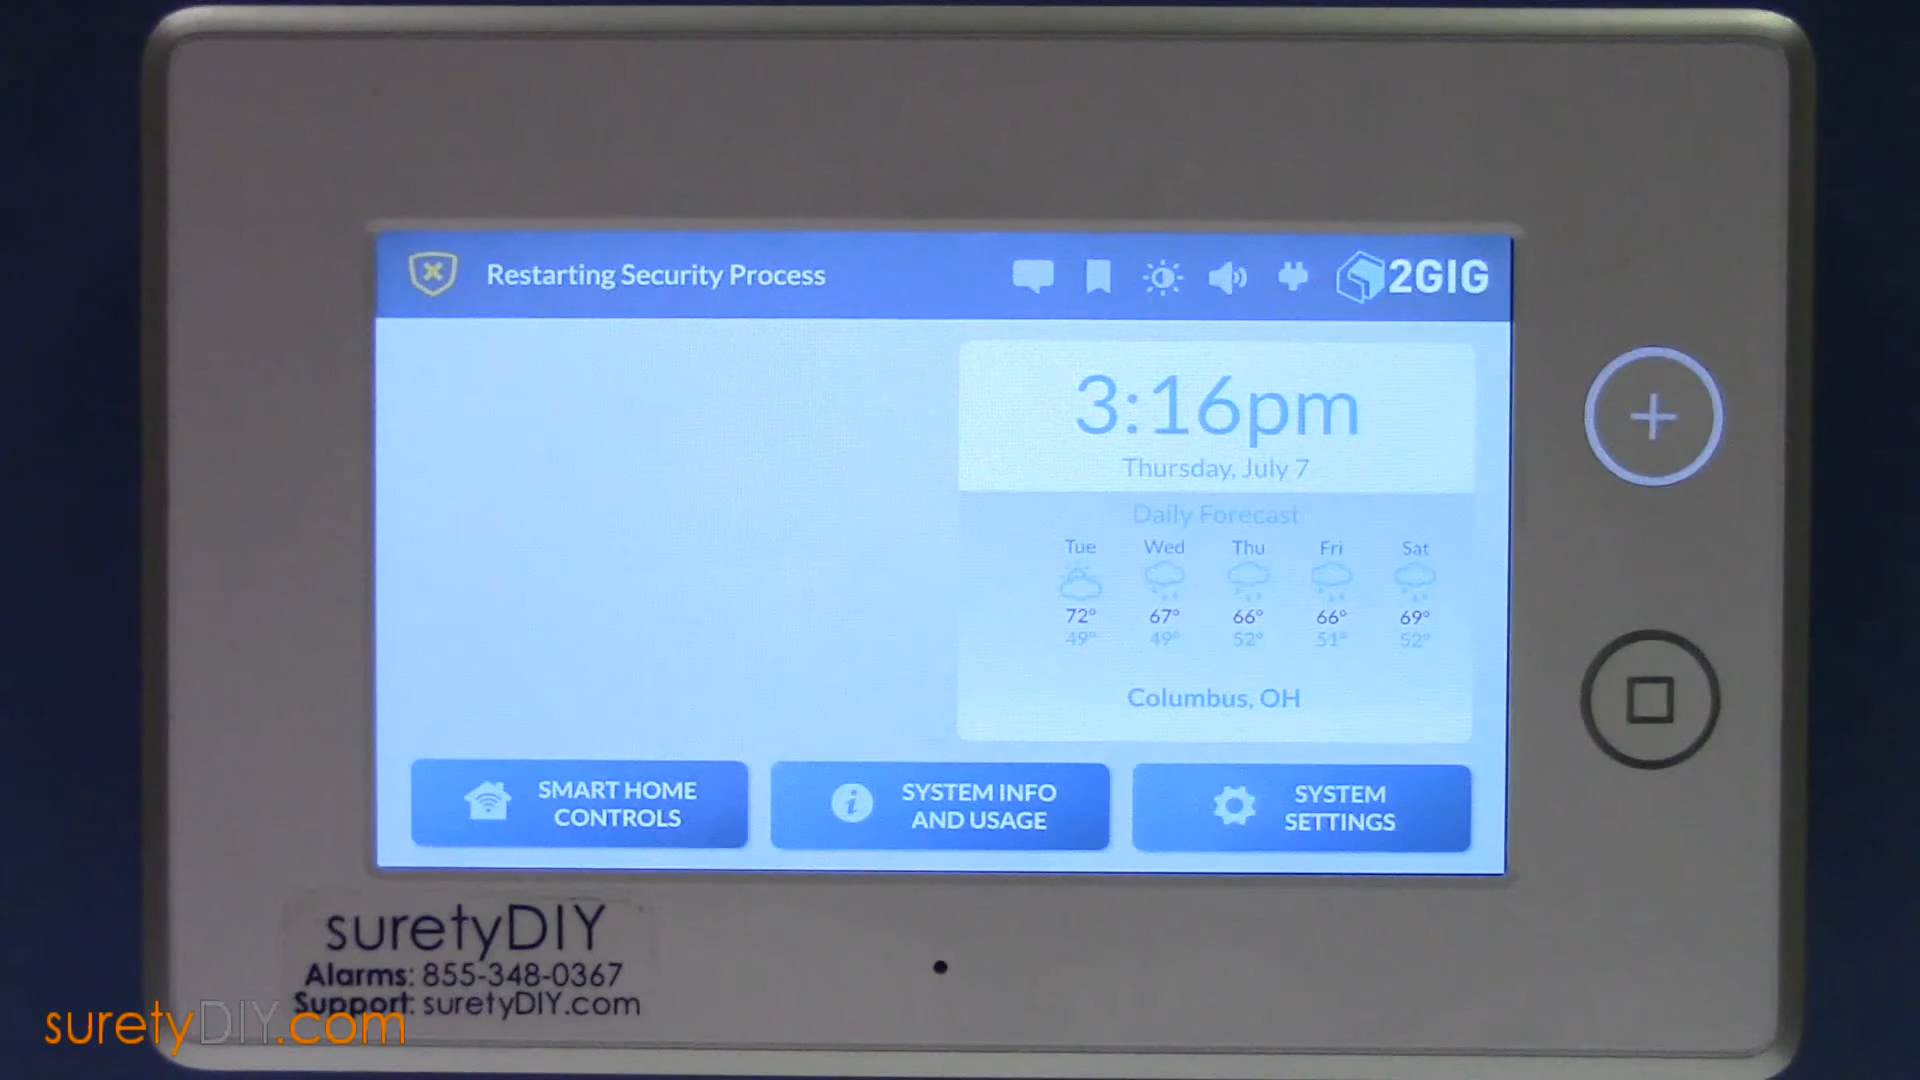 Restarting Security Process
2GIG
3:16pm
Thursday, July 7
Daily Forecast
Tue Wed Thu Fri Sat
72° 67° 66° 66° 69°
49° 49° 52° 51° 52°
Columbus, OH
SMART HOME
CONTROLS
SYSTEM INFO
AND USAGE
SYSTEM
SETTINGS
suretyDIY
Alarms: 855-348-0367
Support: suretyDIY.com
suretyDIY.com